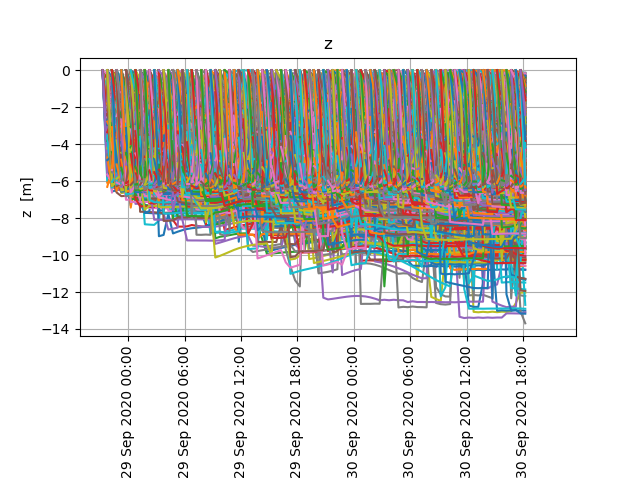 z
0
−2
−4
−6
−8
−10
−12
−14
z [m]
29 Sep 2020 00:00
29 Sep 2020 06:00
29 Sep 2020 12:00
29 Sep 2020 18:00
30 Sep 2020 00:00
30 Sep 2020 06:00
30 Sep 2020 12:00
30 Sep 2020 18:00